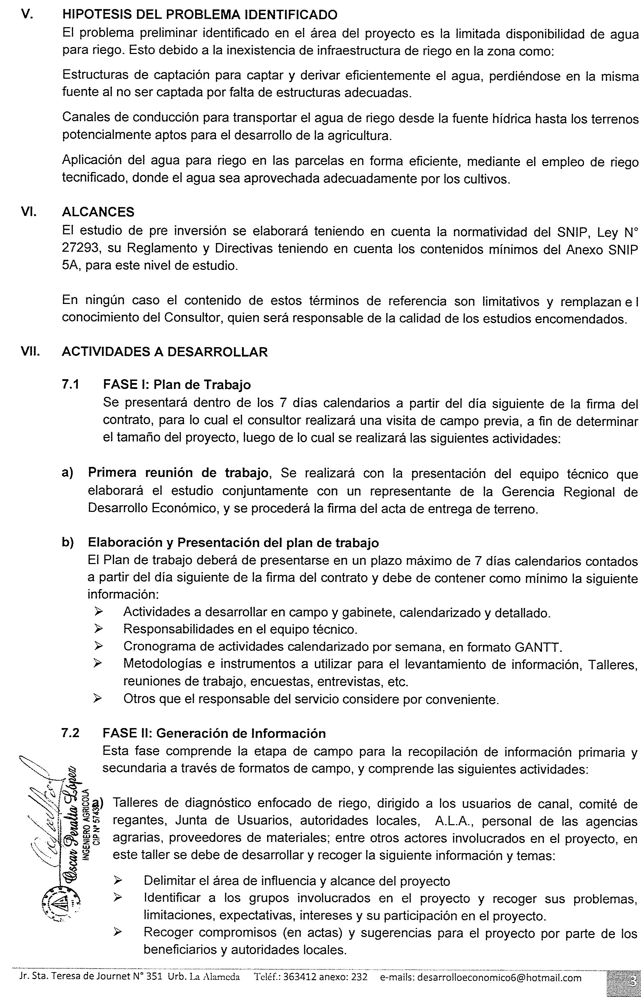 V. HIPOTESIS DEL PROBLEMA IDENTIFICADO
El problema preliminar identificado en el área del proyecto es la limitada disponibilidad de agua
para riego. Esto debido a la inexistencia de infraestructura de riego en la zona como:
Estructuras de captación para captar y derivar eficientemente el agua, perdiéndose en la misma
fuente al no ser captada por falta de estructuras adecuadas.
Canales de conducción para transportar el agua de riego desde la fuente hídrica hasta los terrenos
potencialmente aptos para el desarrollo de la agricultura.
Aplicación del agua para riego en las parcelas en forma eficiente, mediante el empleo de riego
tecnificado, donde el agua sea aprovechada adecuadamente por los cultivos.
VI. ALCANCES
El estudio de pre inversión se elaborará teniendo en cuenta la normatividad del SNIP, Ley N°
27293, su Reglamento y Directivas teniendo en cuenta los contenidos mínimos del Anexo SNIP
5A, para este nivel de estudio.
En ningún caso el contenido de estos términos de referencia son limitativos y remplazan e l
conocimiento del Consultor, quien será responsable de la calidad de los estudios encomendados.
VII. ACTIVIDADES A DESARROLLAR
7.1 FASE I: Plan de Trabajo
Se presentará dentro de los 7 días calendarios a partir del día siguiente de la firma del
contrato, para lo cual el consultor realizará una visita de campo previa, a fin de determinar
el tamaño del proyecto, luego de lo cual se realizará las siguientes actividades:
a) Primera reunión de trabajo, Se realizará con la presentación del equipo técnico que
elaborará el estudio conjuntamente con un representante de la Gerencia Regional de
Desarrollo Económico, y se procederá la firma del acta de entrega de terreno.
b) Elaboración y Presentación del plan de trabajo
El Plan de trabajo deberá de presentarse en un plazo máximo de 7 días calendarios contados
a partir del día siguiente de la firma del contrato y debe de contener como mínimo la siguiente
información:
➢ Actividades a desarrollar en campo y gabinete, calendarizado y detallado.
➢ Responsabilidades en el equipo técnico.
➢ Cronograma de actividades calendarizado por semana, en formato GANTT.
➢ Metodologías e instrumentos a utilizar para el levantamiento de información, Talleres,
reuniones de trabajo, encuestas, entrevistas, etc.
➢ Otros que el responsable del servicio considere por conveniente.
7.2 FASE II: Generación de Información
Esta fase comprende la etapa de campo para la recopilación de información primaria y
secundaria a través de formatos de campo, y comprende las siguientes actividades:
a) Talleres de diagnóstico enfocado de riego, dirigido a los usuarios de canal, comité de
regantes, Junta de Usuarios, autoridades locales, A.L.A., personal de las agencias
agrarias, proveedores de materiales; entre otros actores involucrados en el proyecto, en
este taller se debe de desarrollar y recoger la siguiente información y temas:
➢ Delimitar el área de influencia y alcance del proyecto
➢ Identificar a los grupos involucrados en el proyecto y recoger sus problemas,
limitaciones, expectativas, intereses y su participación en el proyecto.
➢ Recoger compromisos (en actas) y sugerencias para el proyecto por parte de los
beneficiarios y autoridades locales.
Oscar Peralta López
INGENIERO AGRICOLA
CIP N°
Jr. Sta. Teresa de Journet N° 351 Urb. La Alameda Teléf.: 363412 anexo: 232 e-mails: desarrolloeconomico6@hotmail.com
3